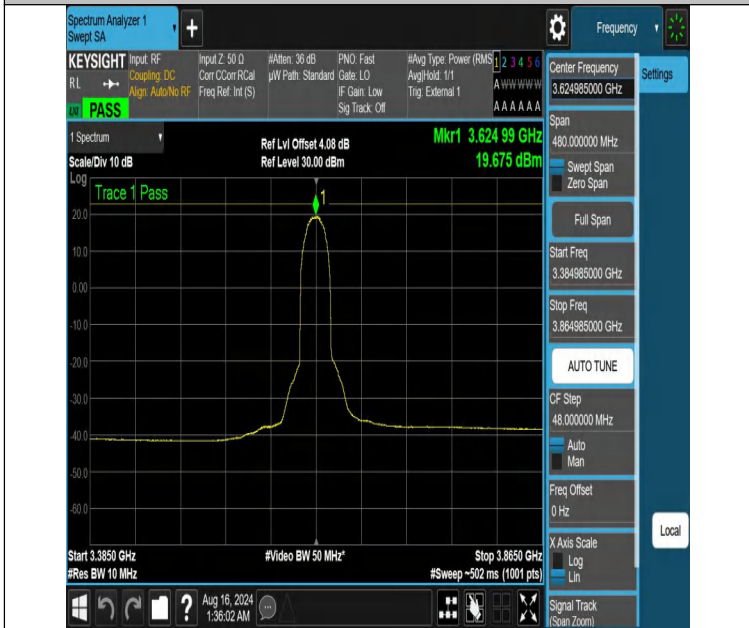 Spectrum Analyzer 1
Swept SA
Frequency
KEYSIGHT
RL
PASS
Input: RF
Coupling: DC
Align: Auto/No RF
Input Z: 50 Ω
Corr CCorr RCal
Freq Ref: Int (S)
#Atten: 36 dB
µW Path: Standard
PNO: Fast
Gate: LO
IF Gain: Low
Sig Track: Off
#Avg Type: Power (RMS
Avg|Hold: 1/1
Trig: External 1
1 2 3 4 5 6
A W W W W W
A A A A A A
1 Spectrum
Scale/Div 10 dB
Ref Lvl Offset 4.08 dB
Ref Level 30.00 dBm
Mkr1 3.624 99 GHz
19.675 dBm
Log
Trace 1 Pass
1
20.0
10.0
0.00
-10.0
-20.0
-30.0
-40.0
-50.0
-60.0
Start 3.3850 GHz
#Res BW 10 MHz
#Video BW 50 MHz*
Stop 3.8650 GHz
#Sweep ~502 ms (1001 pts)
Center Frequency
3.624985000 GHz
Settings
Span
480.000000 MHz
Swept Span
Zero Span
Full Span
Start Freq
3.384985000 GHz
Stop Freq
3.864985000 GHz
AUTO TUNE
CF Step
48.000000 MHz
Auto
Man
Freq Offset
0 Hz
X Axis Scale
Log
Lin
Local
Signal Track
(Span Zoom)
?
Aug 16, 2024
1:36:02 AM